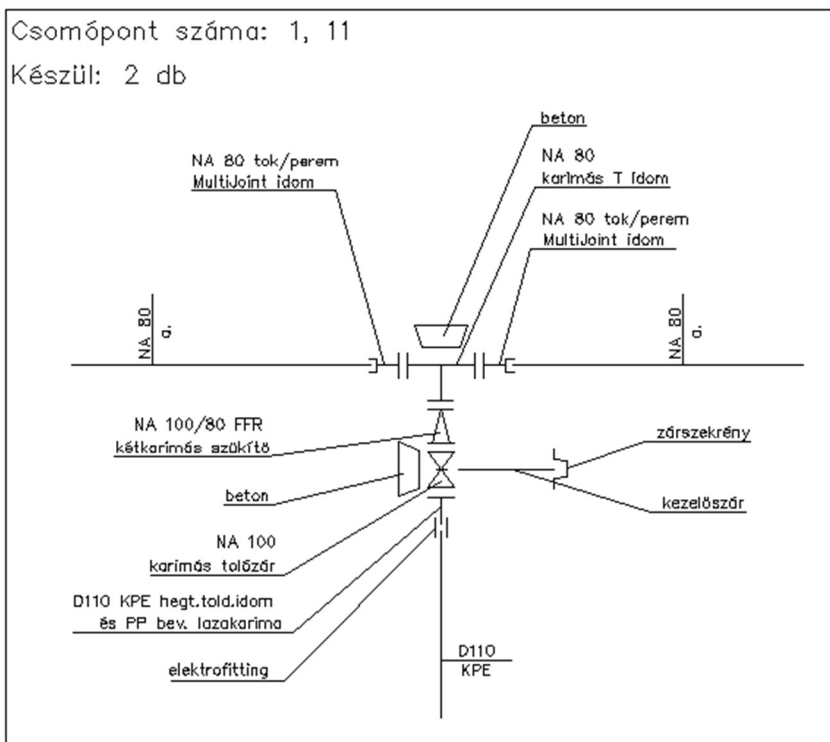 Csomópont száma: 1, 11
Készül: 2 db
beton
NA 80 tok/perem
MultiJoint idom
NA 80
karimás T idom
NA 80 tok/perem
MultiJoint idom
NA 80
a.
NA 80
a.
NA 100/80 FFR
kétkarimás szűkítő
zárszekrény
beton
kezelőszár
NA 100
karimás tolózár
D110 KPE hegt.told.idom
és PP bev. lazakarima
elektrofitting
D110
KPE